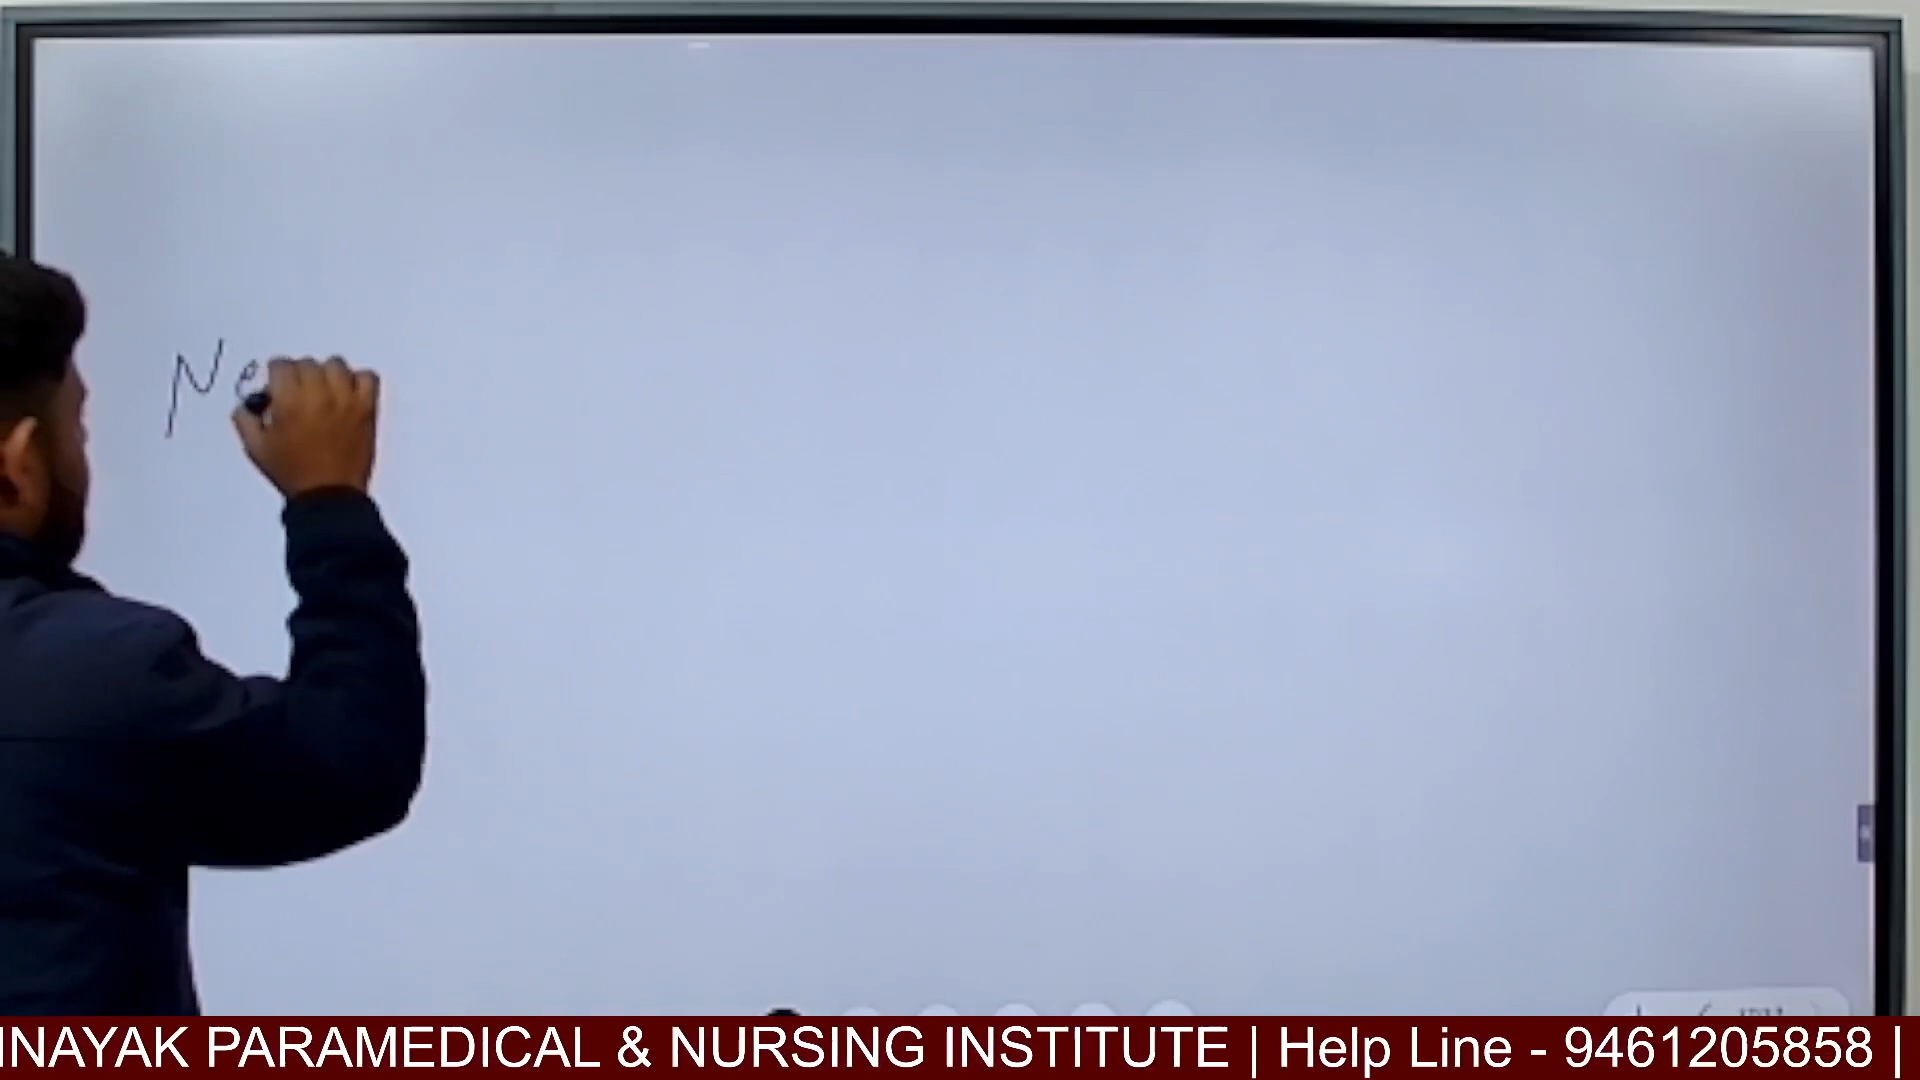 Ne
INAYAK PARAMEDICAL & NURSING INSTITUTE | Help Line - 9461205858 |